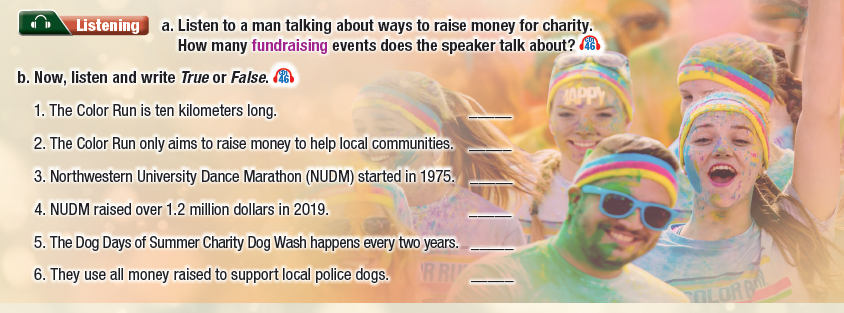 Listening
a. Listen to a man talking about ways to raise money for charity.
How many fundraising events does the speaker talk about? CD1 46
b. Now, listen and write True or False. CD1 46
1. The Color Run is ten kilometers long. _____
2. The Color Run only aims to raise money to help local communities. _____
3. Northwestern University Dance Marathon (NUDM) started in 1975. _____
4. NUDM raised over 1.2 million dollars in 2019. _____
5. The Dog Days of Summer Charity Dog Wash happens every two years. _____
6. They use all money raised to support local police dogs. _____
HAPPY